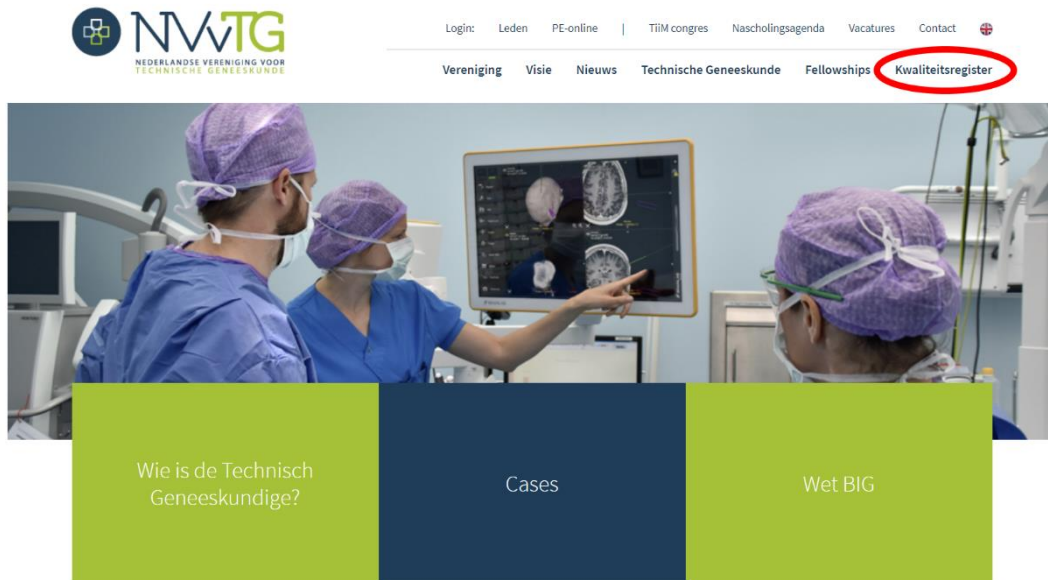 NVvTG
NEDERLANDSE VERENIGING VOOR
TECHNISCHE GENEESKUNDE
Login: Leden PE-online | TiiM congres Nascholingsagenda Vacatures Contact
Vereniging Visie Nieuws Technische Geneeskunde Fellowships Kwaliteitsregister
Wie is de Technisch
Geneeskundige?
Cases
Wet BIG